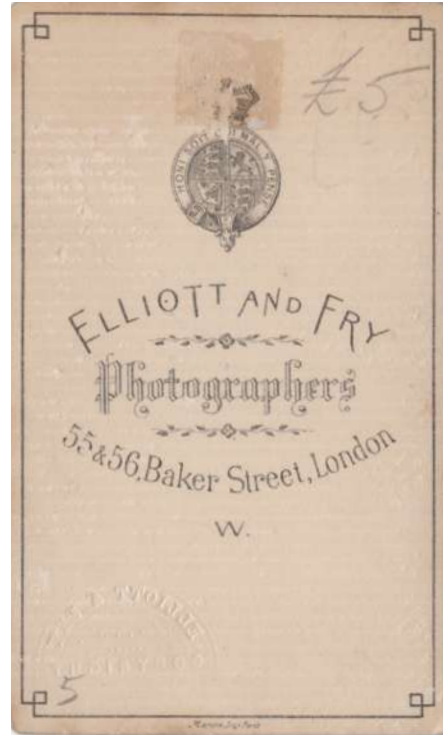 £5
HONI SOIT QUI MAL Y PENSE
ELLIOTT AND FRY
Photographers
55 & 56, Baker Street, London
W.
5